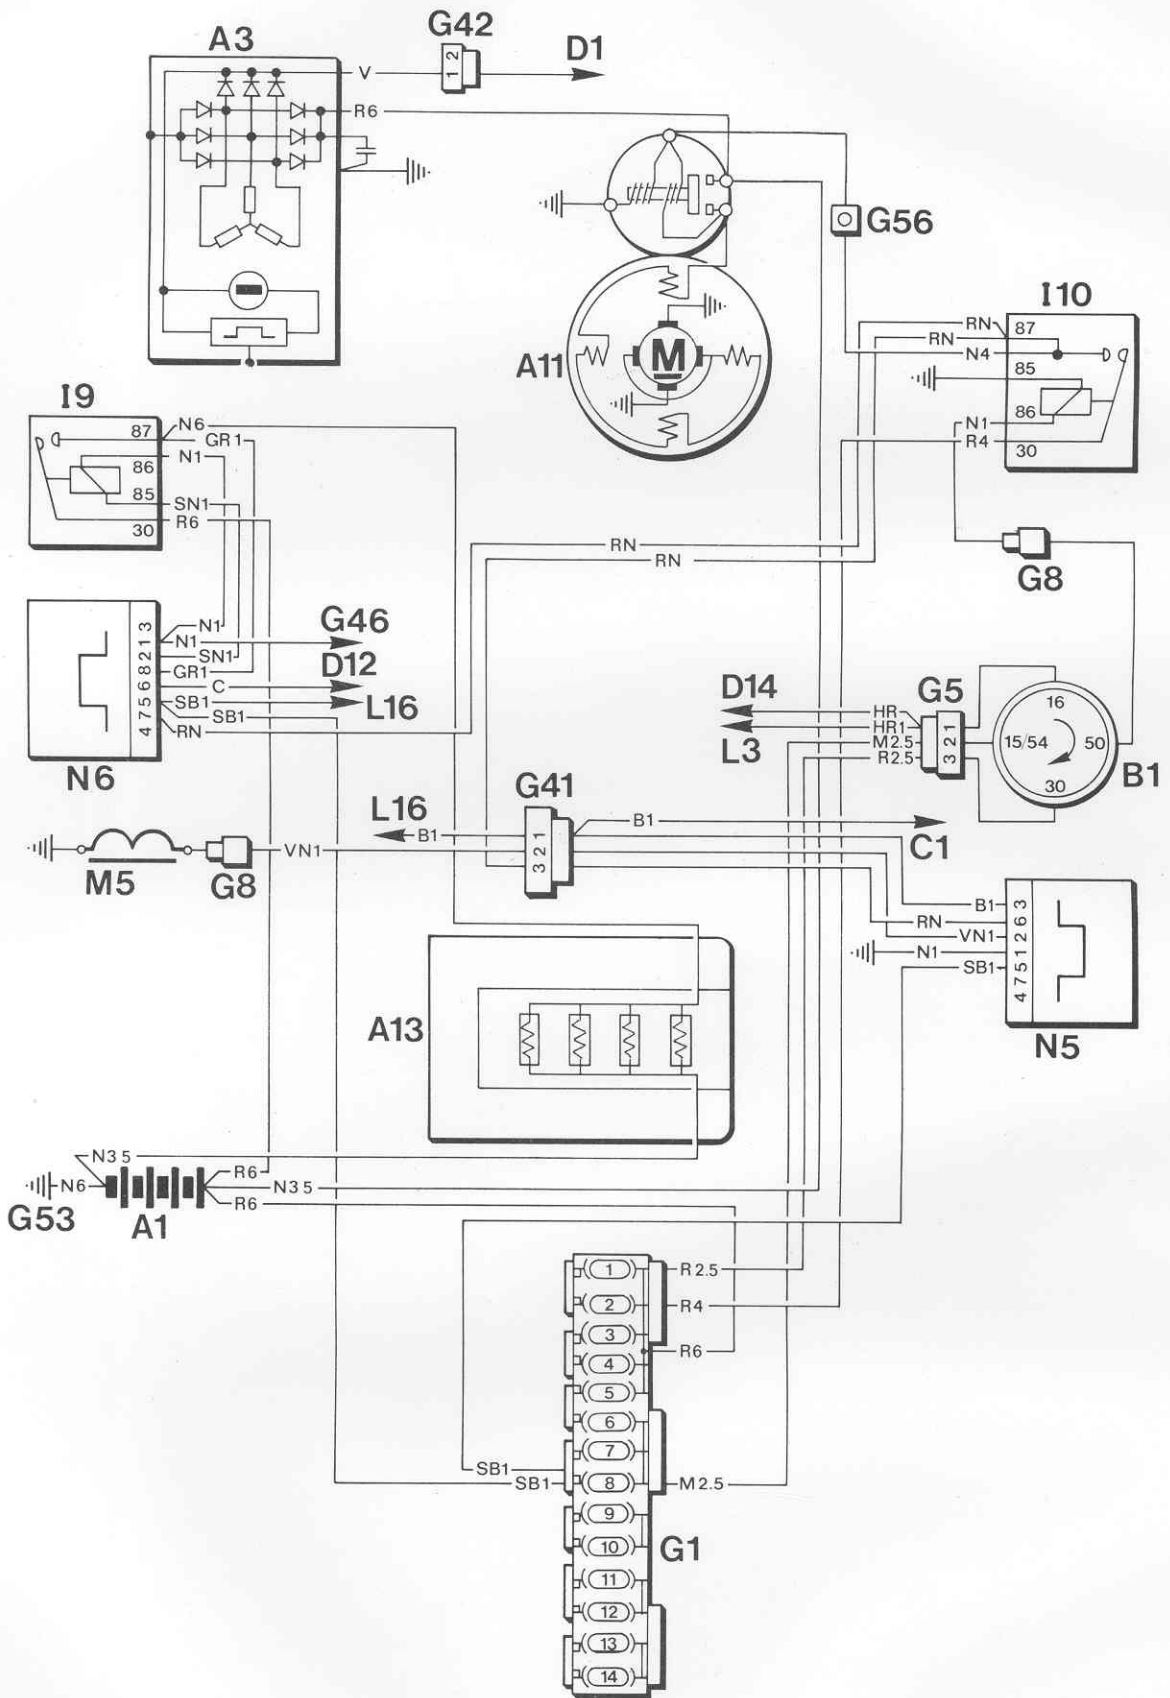 A3
G42
1 2
D1
V
R6
G56
A11
M
I10
RN
87
RN
N4
85
86
N1
R4
30
I9
87
N6
GR1
N1
86
85
SN1
R6
30
RN
RN
G8
N6
3
1
2
8
6
5
7
4
N1
N1
G46
SN1
GR1
D12
C
SB1
L16
SB1
RN
D14
HR
HR1
L3
M2.5
R2.5
G5
3 2 1
16
15/54
50
30
B1
G41
3 2 1
L16
B1
B1
C1
M5
G8
VN1
B1
RN
VN1
N1
SB1
3
6
2
1
5
7
4
N5
A13
N35
G53
N6
A1
R6
N35
R6
1
R2.5
2
R4
3
R6
4
5
6
7
SB1
8
SB1
M2.5
9
10
G1
11
12
13
14